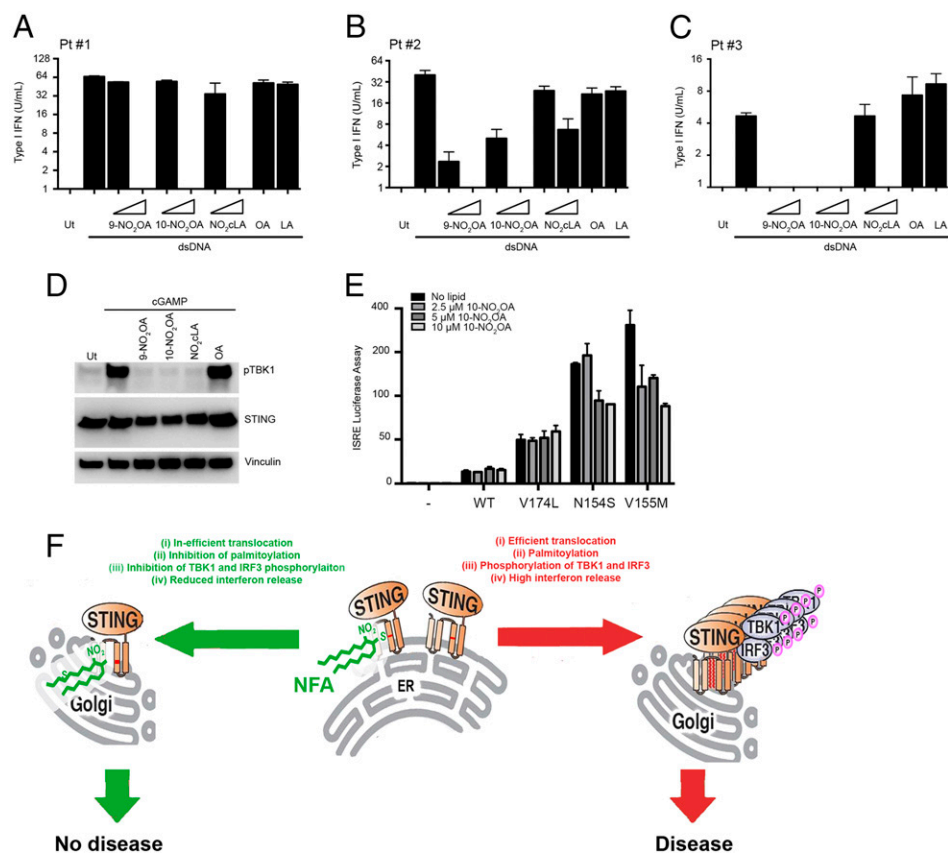 A
Pt #1
Type I IFN (U/mL)
128
64
32
16
8
4
2
1
Ut
9-NO₂OA
10-NO₂OA
NO₂cLA
OA
LA
dsDNA
B
Pt #2
Type I IFN (U/mL)
64
32
16
8
4
2
1
Ut
9-NO₂OA
10-NO₂OA
NO₂cLA
OA
LA
dsDNA
C
Pt #3
Type I IFN (U/mL)
16
8
4
2
1
Ut
9-NO₂OA
10-NO₂OA
NO₂cLA
OA
LA
dsDNA
D
cGAMP
Ut
9-NO₂OA
10-NO₂OA
NO₂cLA
OA
pTBK1
STING
Vinculin
E
No lipid
2.5 µM 10-NO₂OA
5 µM 10-NO₂OA
10 µM 10-NO₂OA
ISRE Luciferase Assay
400
200
100
50
0
-
WT
V174L
N154S
V155M
F
(i) In-efficient translocation
(ii) Inhibition of palmitoylation
(iii) Inhibition of TBK1 and IRF3 phosphorylaiton
(iv) Reduced interferon release
(i) Efficient translocation
(ii) Palmitoylation
(iii) Phosphorylation of TBK1 and IRF3
(iv) High interferon release
STING
NO₂
S
Golgi
STING
STING
NO₂
S
NFA
ER
STING
TBK1
IRF3
P
P
P
P
P
P
P
P
Golgi
No disease
Disease